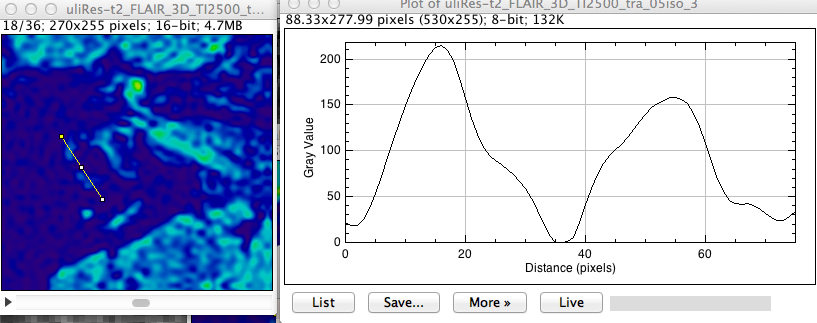 uliRes-t2_FLAIR_3D_TI2500_t...
18/36; 270x255 pixels; 16-bit; 4.7MB
Plot of uliRes-t2_FLAIR_3D_TI2500_tra_05iso_3
88.33x277.99 pixels (530x255); 8-bit; 132K
Gray Value
200
150
100
50
0
0 20 40 60
Distance (pixels)
List Save... More » Live